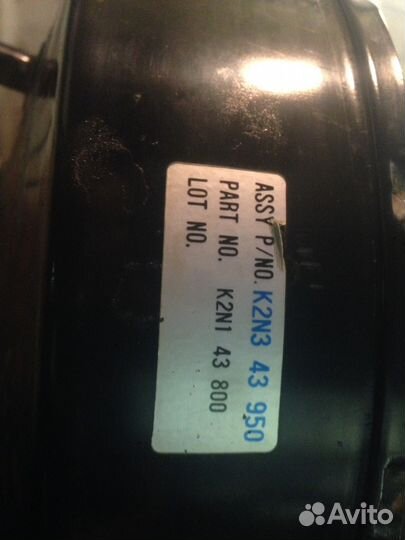 ASSY P/NO. K2N3 43 950
PART NO. K2N1 43 800
LOT NO.
Avito